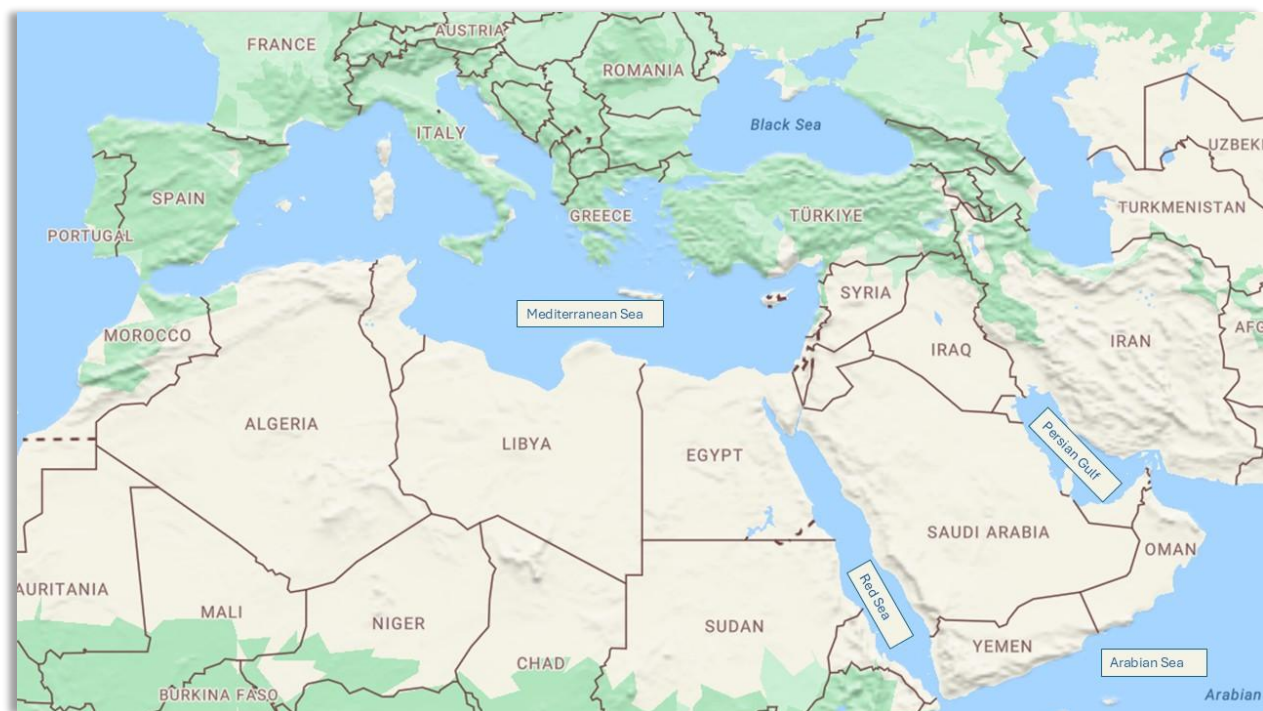 FRANCE
AUSTRIA
ROMANIA
ITALY
Black Sea
UZBEKI
SPAIN
PORTUGAL
GREECE
TÜRKIYE
TURKMENISTAN
SYRIA
Mediterranean Sea
MOROCCO
IRAQ
IRAN
AFG
ALGERIA
LIBYA
EGYPT
Persian Gulf
SAUDI ARABIA
OMAN
AURITANIA
MALI
NIGER
CHAD
SUDAN
Red Sea
YEMEN
Arabian Sea
BURKINA FASO
Arabian